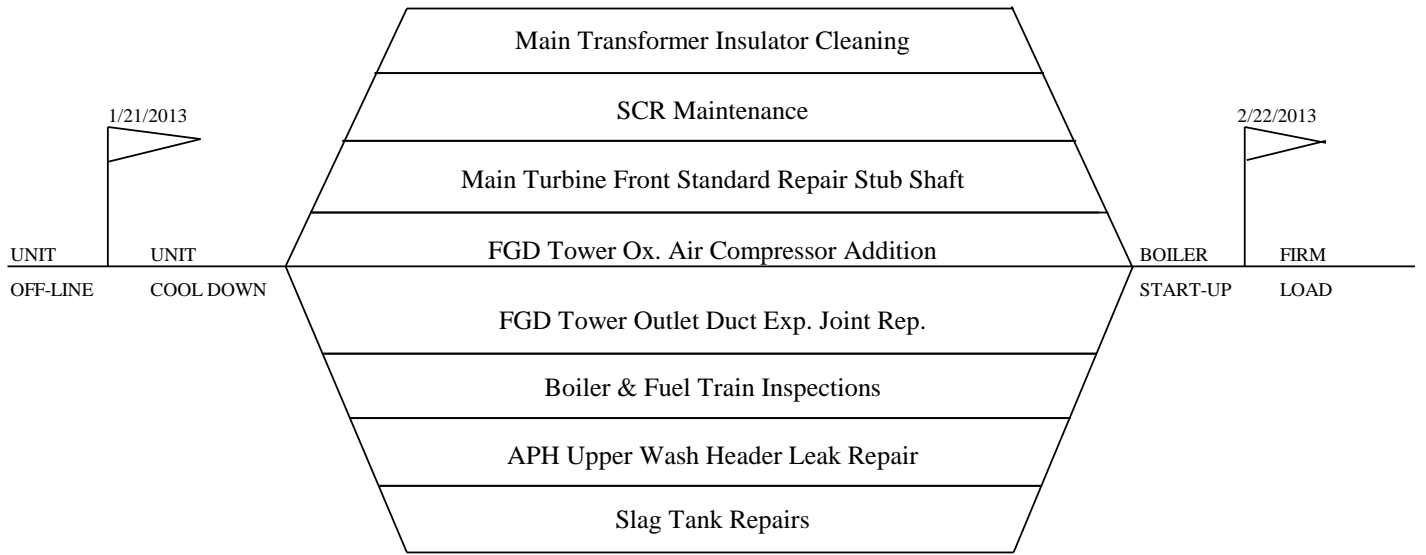 Main Transformer Insulator Cleaning
SCR Maintenance
1/21/2013
2/22/2013
Main Turbine Front Standard Repair Stub Shaft
FGD Tower Ox. Air Compressor Addition
UNIT
OFF-LINE
UNIT
COOL DOWN
BOILER
START-UP
FIRM
LOAD
FGD Tower Outlet Duct Exp. Joint Rep.
Boiler & Fuel Train Inspections
APH Upper Wash Header Leak Repair
Slag Tank Repairs